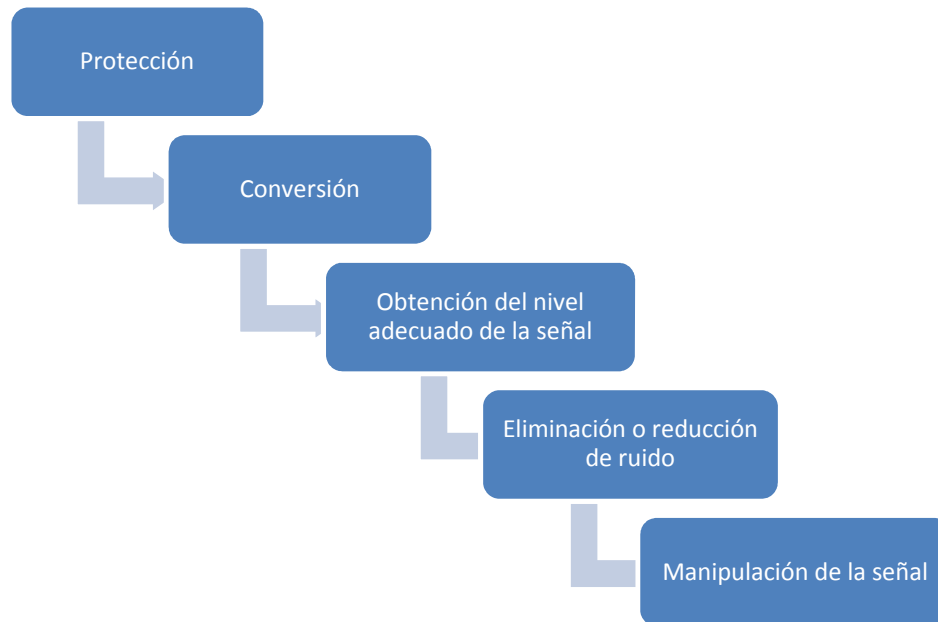 Protección
Conversión
Obtención del nivel
adecuado de la señal
Eliminación o reducción
de ruido
Manipulación de la señal